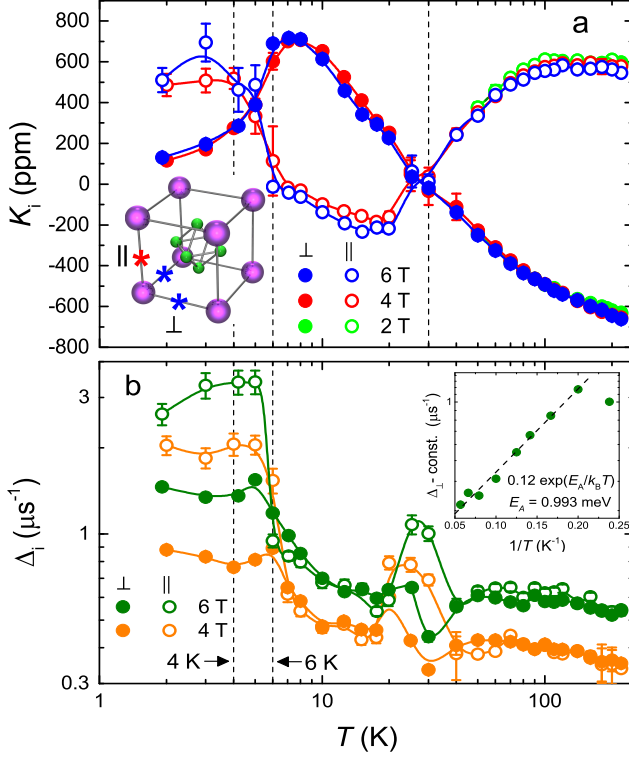 800
a
600
400
200
0
-200
-400
-600
-800
K_i (ppm)
||
⊥
⊥ ||
6 T
4 T
2 T
b
3
1
0.3
Δ_i (μs⁻¹)
⊥ ||
6 T
4 T
4 K → ← 6 K
Δ_⊥- const. (μs⁻¹)
1
0.12 exp(E_A/k_BT)
E_A = 0.993 meV
0.05 0.10 0.15 0.20 0.25
1/T (K⁻¹)
1 10 100
T (K)